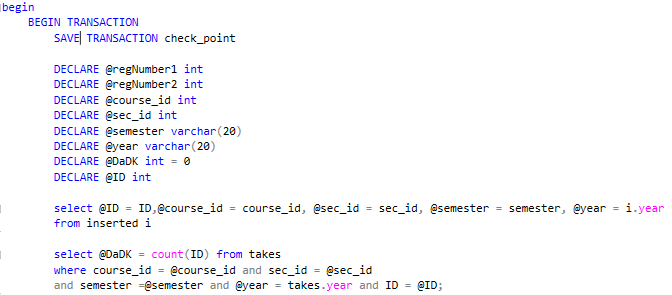 begin
BEGIN TRANSACTION
SAVE TRANSACTION check_point
DECLARE @regNumber1 int
DECLARE @regNumber2 int
DECLARE @course_id int
DECLARE @sec_id int
DECLARE @semester varchar(20)
DECLARE @year varchar(20)
DECLARE @DaDK int = 0
DECLARE @ID int
select @ID = ID,@course_id = course_id, @sec_id = sec_id, @semester = semester, @year = i.year
from inserted i
select @DaDK = count(ID) from takes
where course_id = @course_id and sec_id = @sec_id
and semester =@semester and @year = takes.year and ID = @ID;